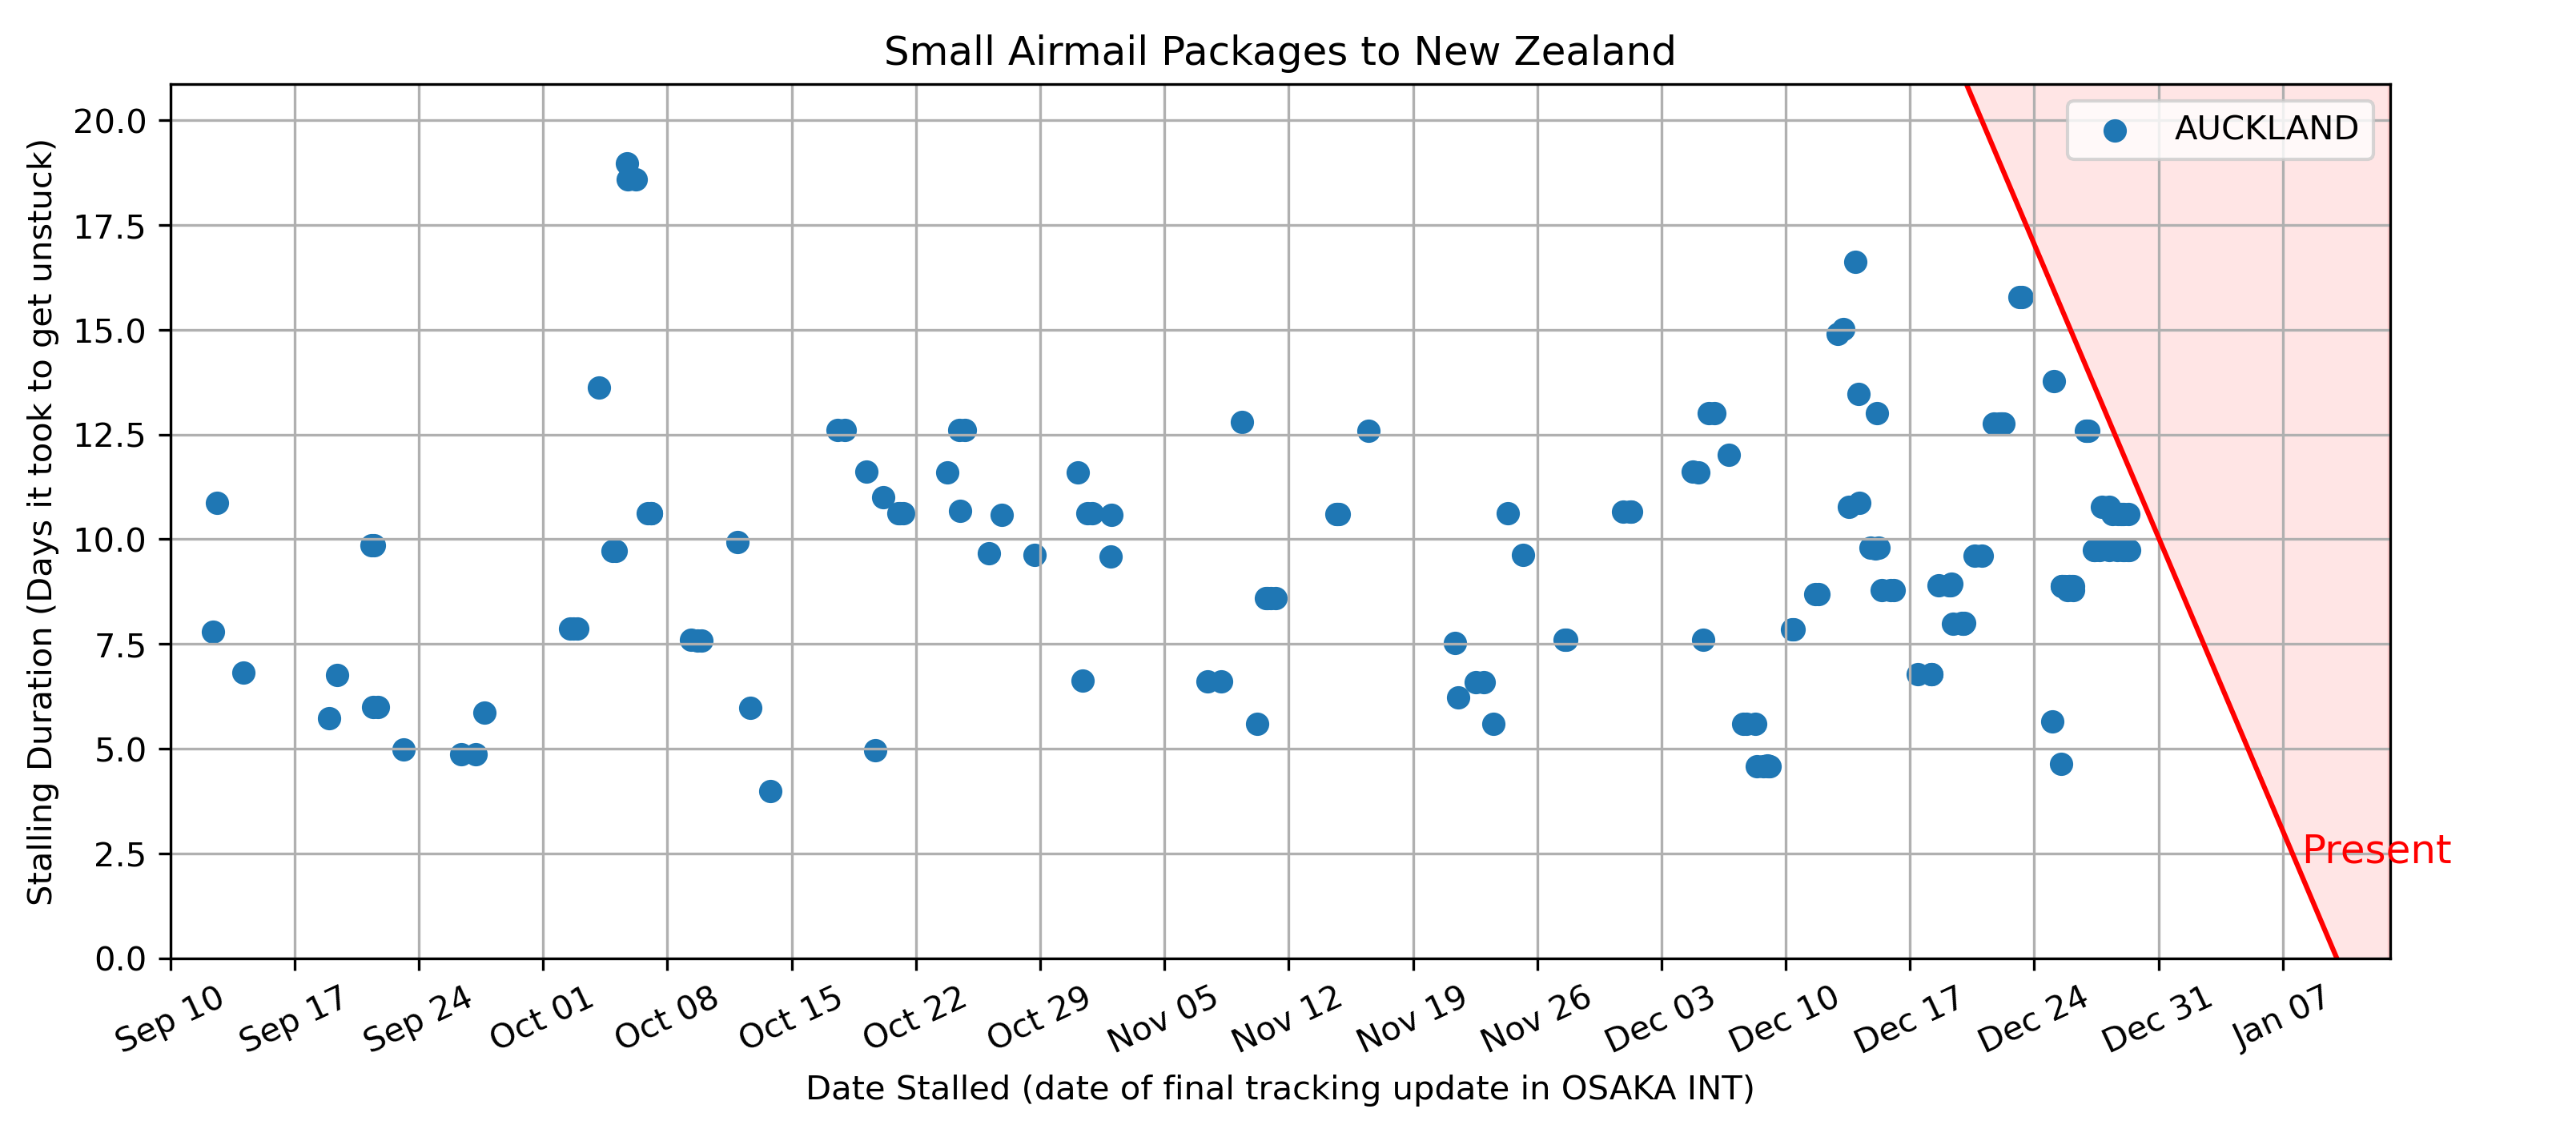 Small Airmail Packages to New Zealand
Stalling Duration (Days it took to get unstuck)
20.0
17.5
15.0
12.5
10.0
7.5
5.0
2.5
0.0
AUCKLAND
Present
Sep 10
Sep 17
Sep 24
Oct 01
Oct 08
Oct 15
Oct 22
Oct 29
Nov 05
Nov 12
Nov 19
Nov 26
Dec 03
Dec 10
Dec 17
Dec 24
Dec 31
Jan 07
Date Stalled (date of final tracking update in OSAKA INT)